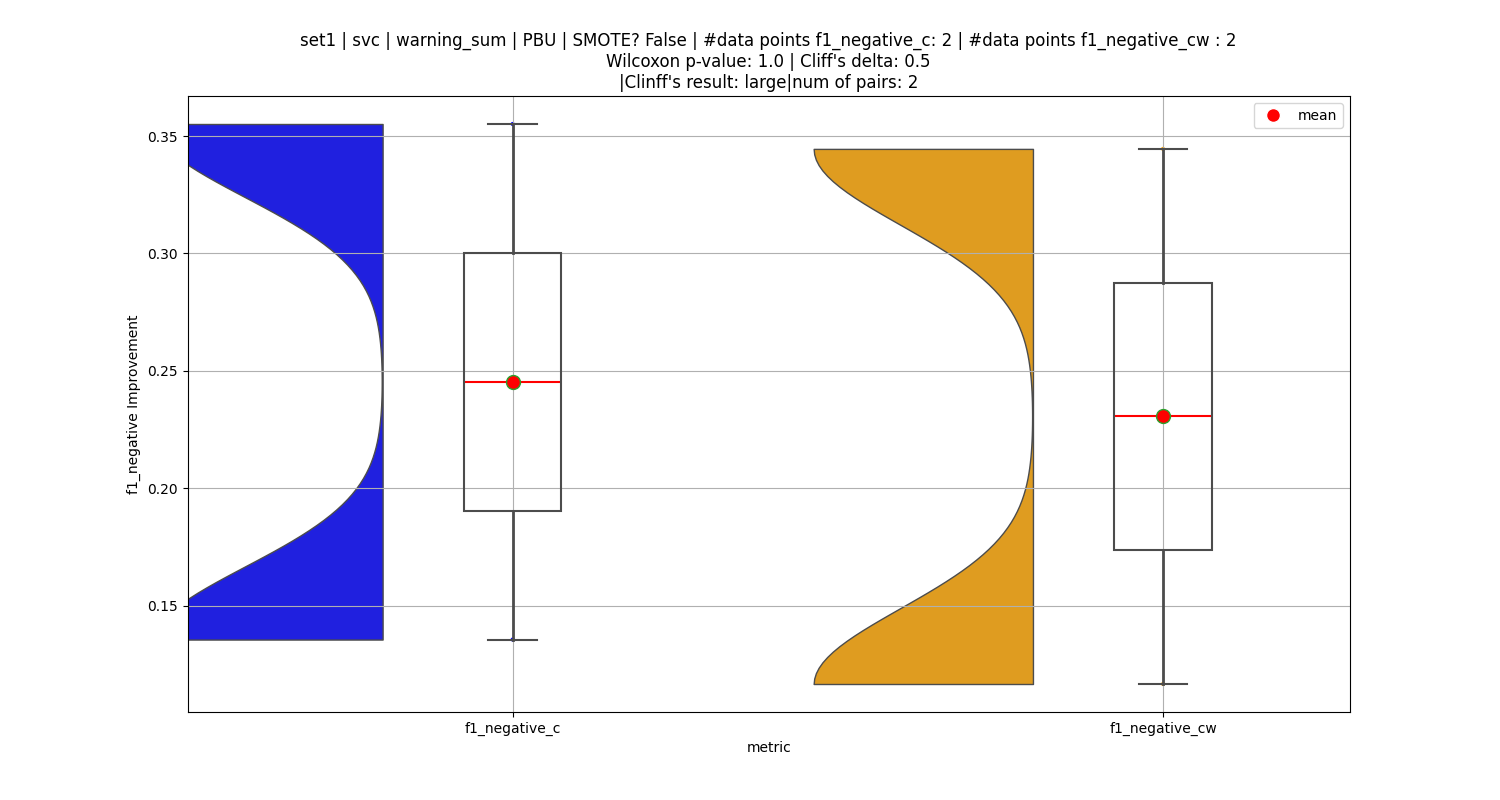 set1 | svc | warning_sum | PBU | SMOTE? False | #data points f1_negative_c: 2 | #data points f1_negative_cw : 2
Wilcoxon p-value: 1.0 | Cliff's delta: 0.5
|Clinff's result: large|num of pairs: 2
mean
0.35
0.30
0.25
0.20
0.15
f1_negative Improvement
f1_negative_c
f1_negative_cw
metric